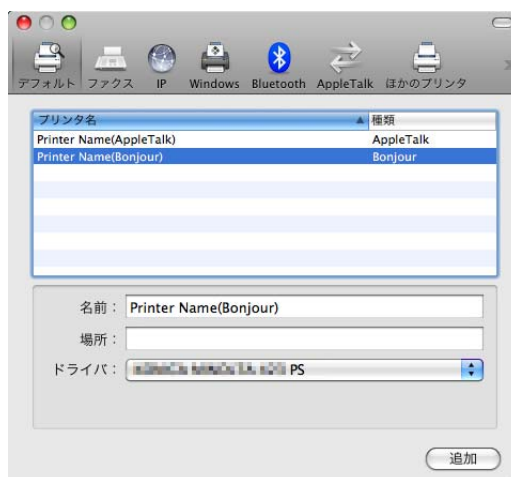 デフォルト ファクス IP Windows Bluetooth AppleTalk ほかのプリンタ
プリンタ名 種類
Printer Name(AppleTalk) AppleTalk
Printer Name(Bonjour) Bonjour
名前： Printer Name(Bonjour)
場所：
ドライバ： PS
追加